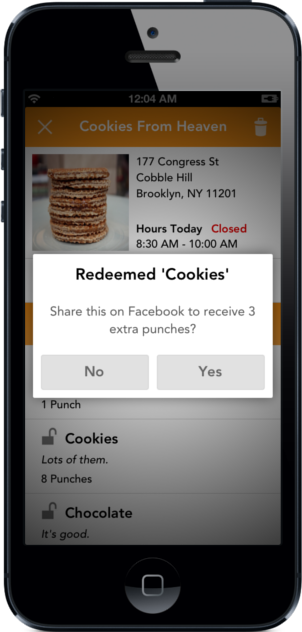 12:04 AM
Cookies From Heaven
177 Congress St
Cobble Hill
Brooklyn, NY 11201
Hours Today Closed
8:30 AM - 10:00 AM
Redeemed 'Cookies'
Share this on Facebook to receive 3
extra punches?
No Yes
1 Punch
Cookies
Lots of them.
8 Punches
Chocolate
It's good.